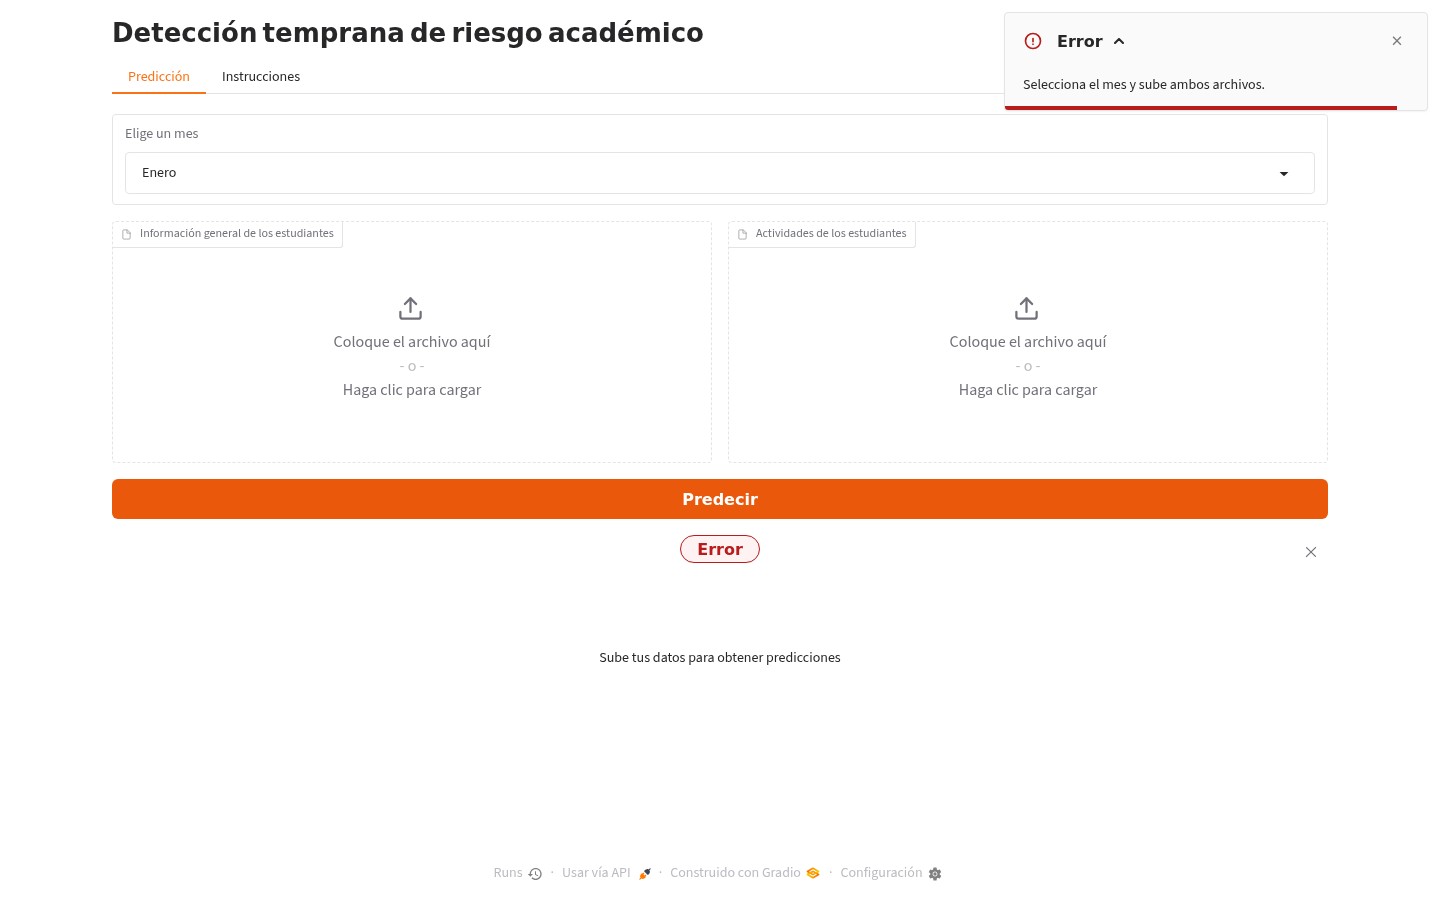 Detección temprana de riesgo académico
Error
Selecciona el mes y sube ambos archivos.
Predicción
Instrucciones
Elige un mes
Enero
Información general de los estudiantes
Coloque el archivo aquí
- o -
Haga clic para cargar
Actividades de los estudiantes
Coloque el archivo aquí
- o -
Haga clic para cargar
Predecir
Error
Sube tus datos para obtener predicciones
Runs · Usar vía API · Construido con Gradio · Configuración